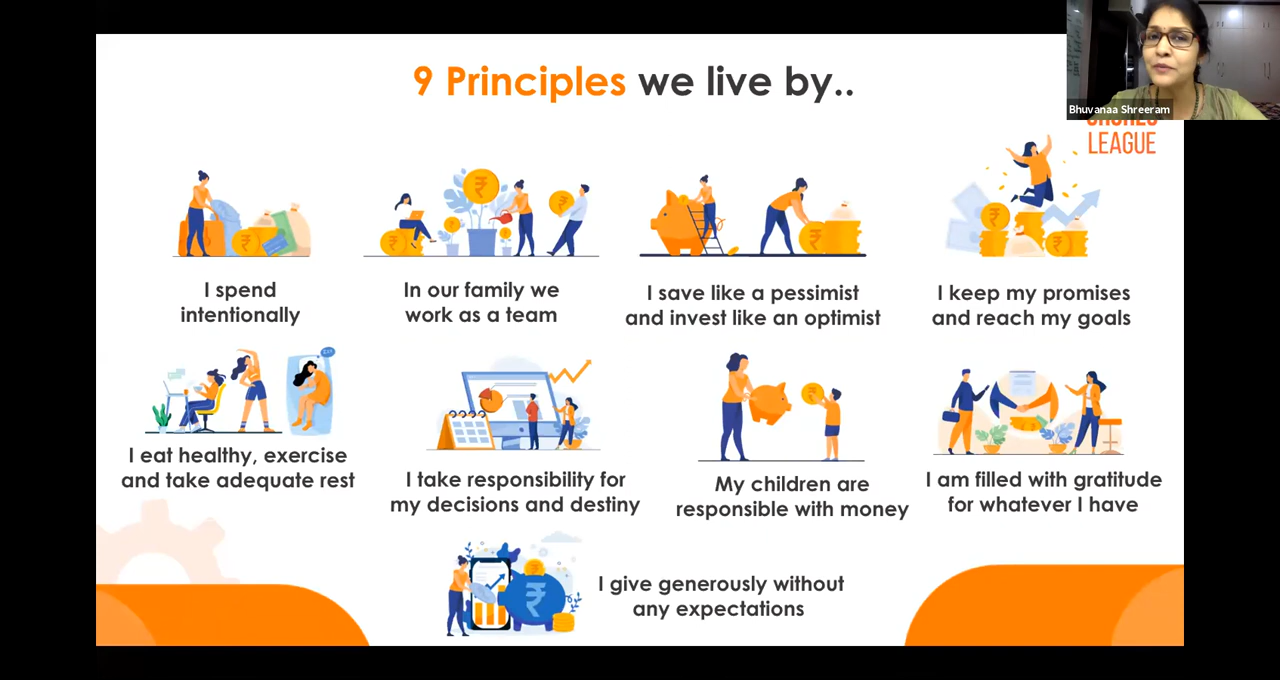 9 Principles we live by..
Bhuvanaa Shreeram
LEAGUE
I spend
intentionally
In our family we
work as a team
I save like a pessimist
and invest like an optimist
I keep my promises
and reach my goals
I eat healthy, exercise
and take adequate rest
I take responsibility for
my decisions and destiny
My children are
responsible with money
I am filled with gratitude
for whatever I have
I give generously without
any expectations